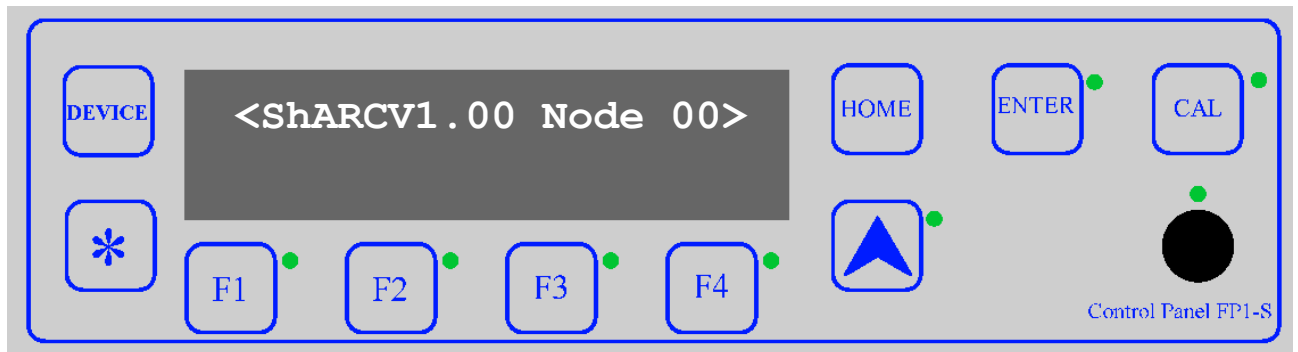 DEVICE
<ShARCV1.00 Node 00>
HOME
ENTER
CAL
*
F1
F2
F3
F4
Control Panel FP1-S